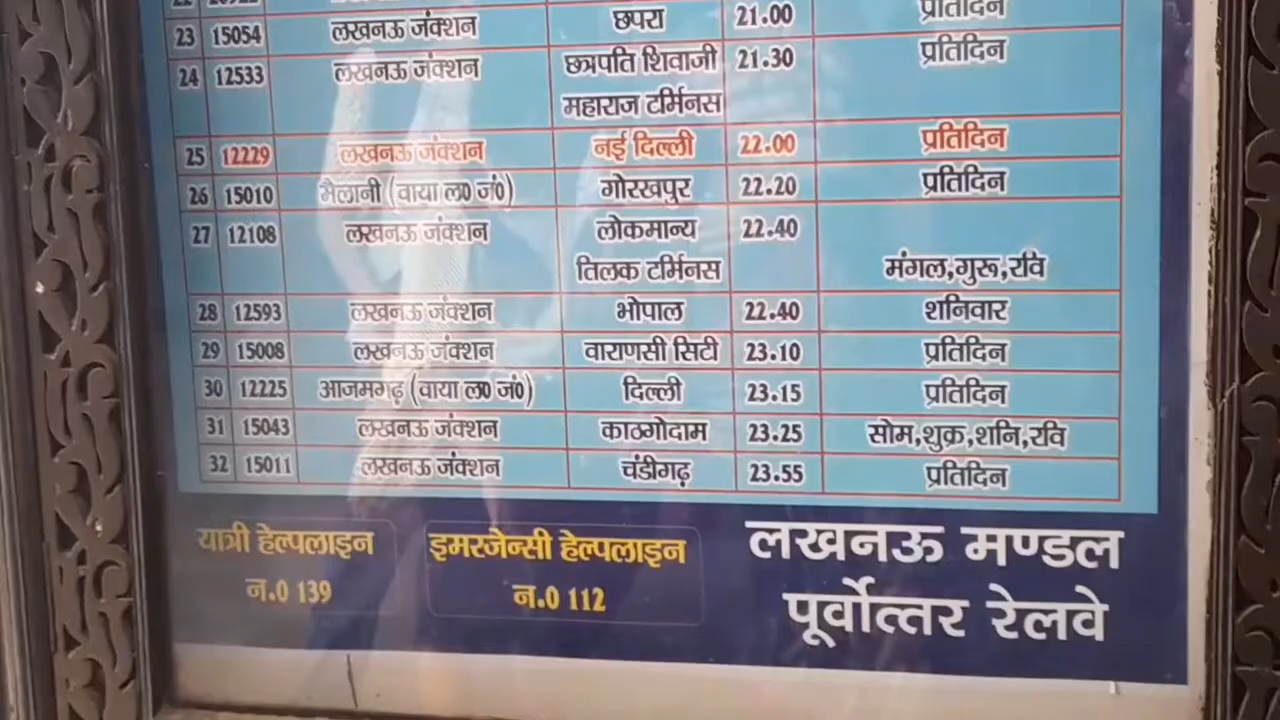 23 15054 लखनऊ जंक्शन छपरा 21.00 प्रतिदिन
24 12533 लखनऊ जंक्शन छत्रपति शिवाजी 21.30 प्रतिदिन
महाराज टर्मिनस
25 12229 लखनऊ जंक्शन नई दिल्ली 22.00 प्रतिदिन
26 15010 मैलानी (वाया ल0 जं0) गोरखपुर 22.20 प्रतिदिन
27 12108 लखनऊ जंक्शन लोकमान्य 22.40
तिलक टर्मिनस मंगल,गुरू,रवि
28 12593 लखनऊ जंक्शन भोपाल 22.40 शनिवार
29 15008 लखनऊ जंक्शन वाराणसी सिटी 23.10 प्रतिदिन
30 12225 आजमगढ़ (वाया ल0 जं0) दिल्ली 23.15 प्रतिदिन
31 15043 लखनऊ जंक्शन काठगोदाम 23.25 सोम,शुक्र,शनि,रवि
32 15011 लखनऊ जंक्शन चंडीगढ़ 23.55 प्रतिदिन
यात्री हेल्पलाइन
न.0 139
इमरजेन्सी हेल्पलाइन
न.0 112
लखनऊ मण्डल
पूर्वोत्तर रेलवे